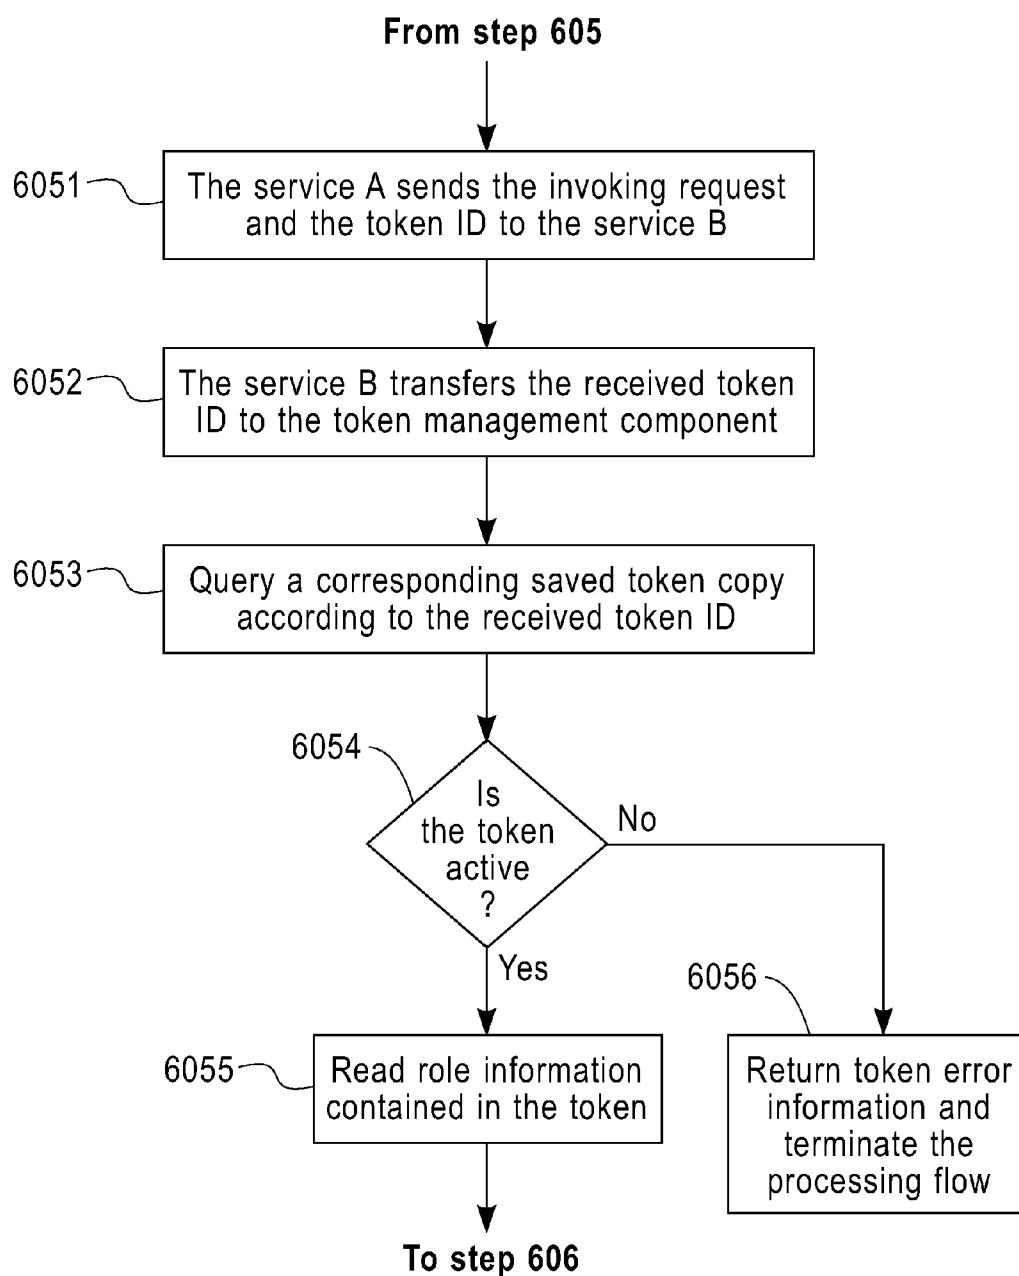 From step 605
6051
The service A sends the invoking request
and the token ID to the service B
6052
The service B transfers the received token
ID to the token management component
6053
Query a corresponding saved token copy
according to the received token ID
6054
Is
the token
active
?
No
Yes
6055
Read role information
contained in the token
6056
Return token error
information and
terminate the
processing flow
To step 606